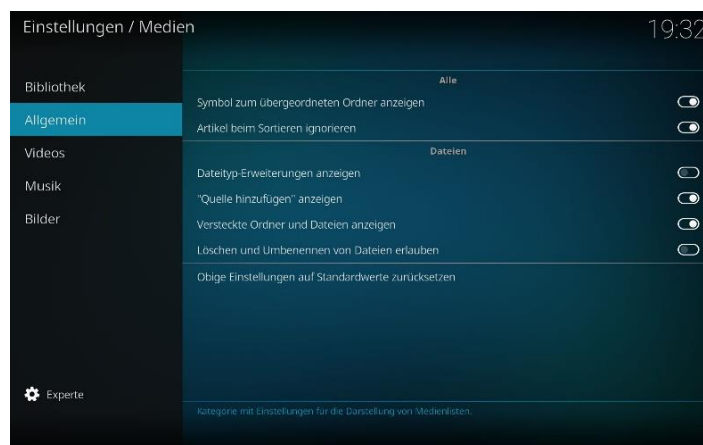 Einstellungen / Medien
19:32
Bibliothek
Allgemein
Videos
Musik
Bilder
Experte
Alle
Symbol zum übergeordneten Ordner anzeigen
Artikel beim Sortieren ignorieren
Dateien
Dateityp-Erweiterungen anzeigen
"Quelle hinzufügen" anzeigen
Versteckte Ordner und Dateien anzeigen
Löschen und Umbenennen von Dateien erlauben
Obige Einstellungen auf Standardwerte zurücksetzen
Kategorie mit Einstellungen für die Darstellung von Medienlisten.